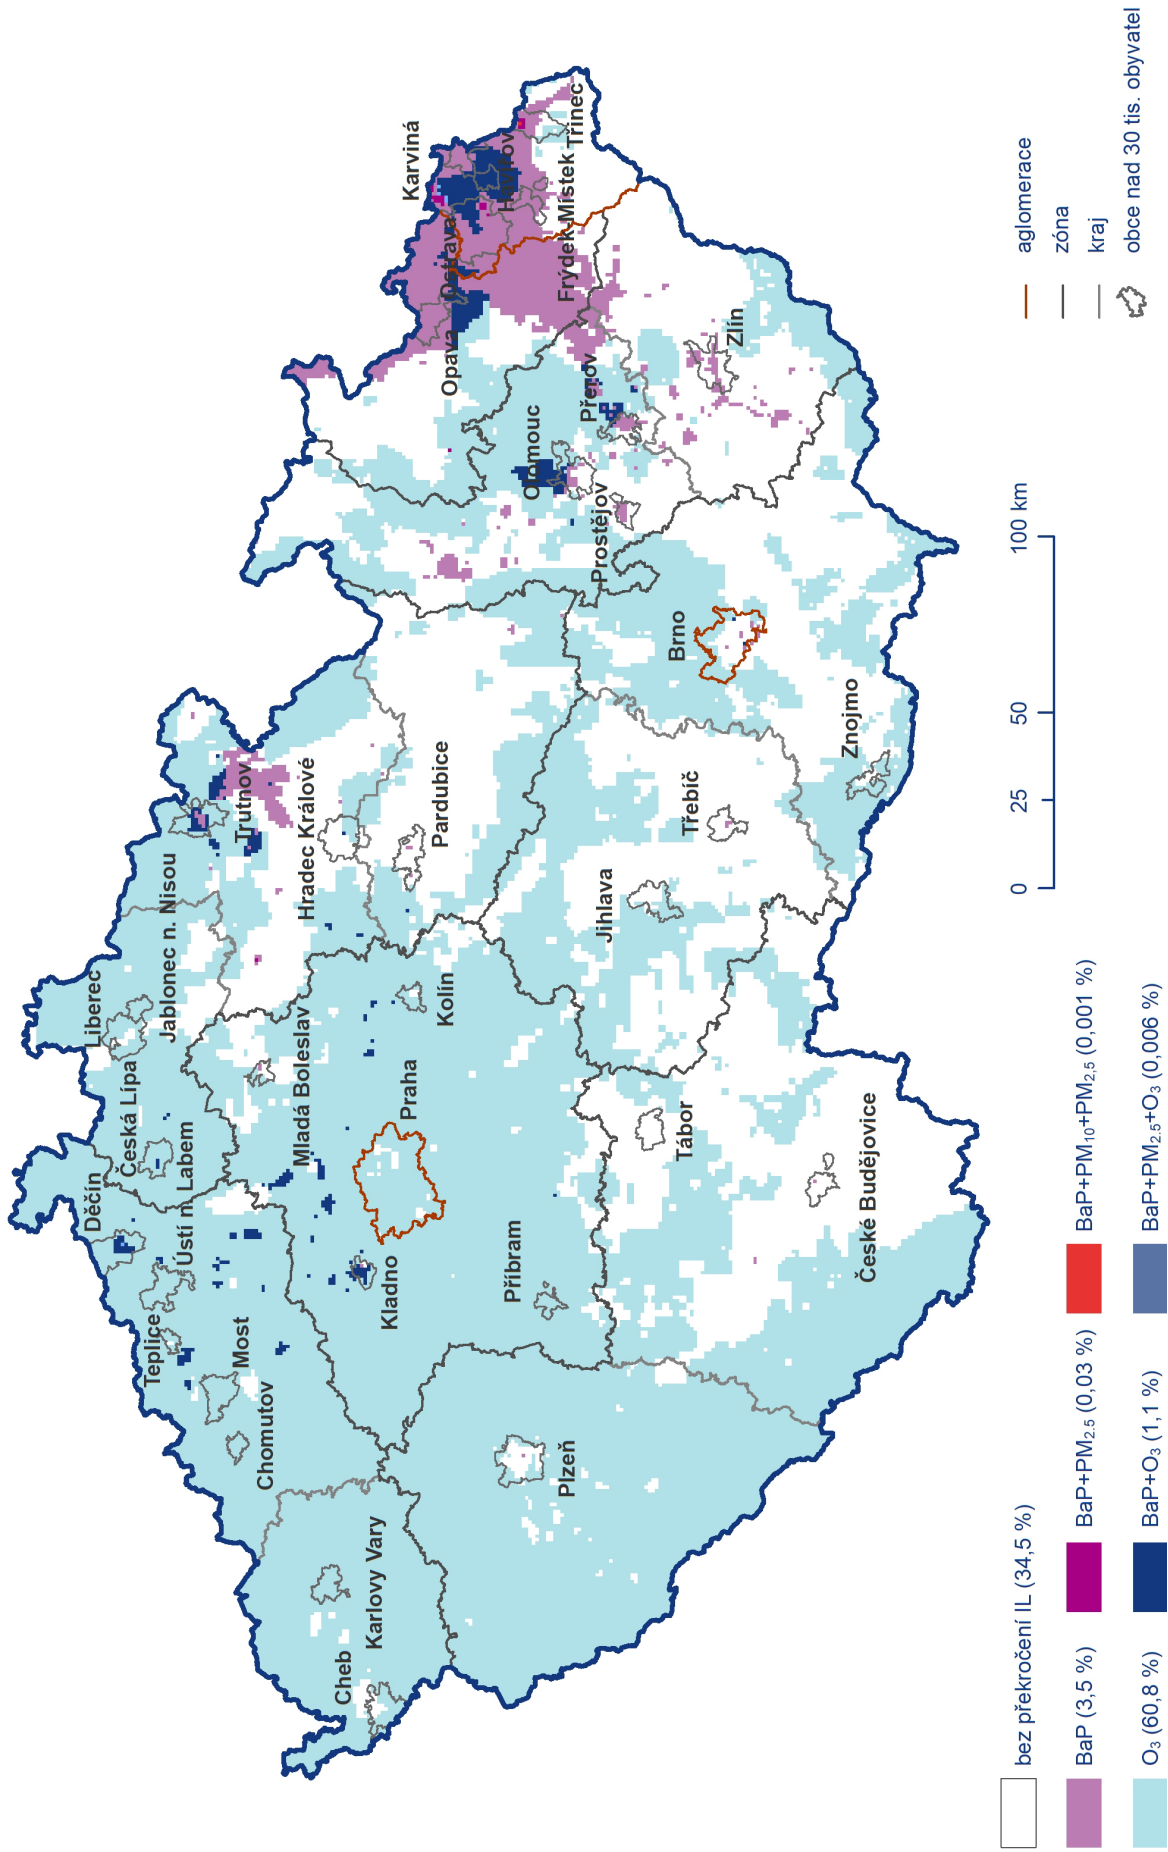 Děčín
Liberec
Česká Lípa
Jablonec n. Nisou
Teplice
Ústí n. Labem
Most
Chomutov
Trutnov
Mladá Boleslav
Hradec Králové
Cheb
Karlovy Vary
Kladno
Praha
Kolín
Pardubice
Opava
Ostrava
Karviná
Havířov
Příbram
Plzeň
Olomouc
Přerov
Prostějov
Frýdek-Místek
Třinec
Jihlava
Třebíč
Tábor
Brno
Zlín
České Budějovice
Znojmo
0 25 50 100 km
bez překročení IL (34,5 %)
BaP (3,5 %)
BaP+PM2.5 (0,03 %)
BaP+PM10+PM2,5 (0,001 %)
O3 (60,8 %)
BaP+O3 (1,1 %)
BaP+PM2.5+O3 (0,006 %)
aglomerace
zóna
kraj
obce nad 30 tis. obyvatel